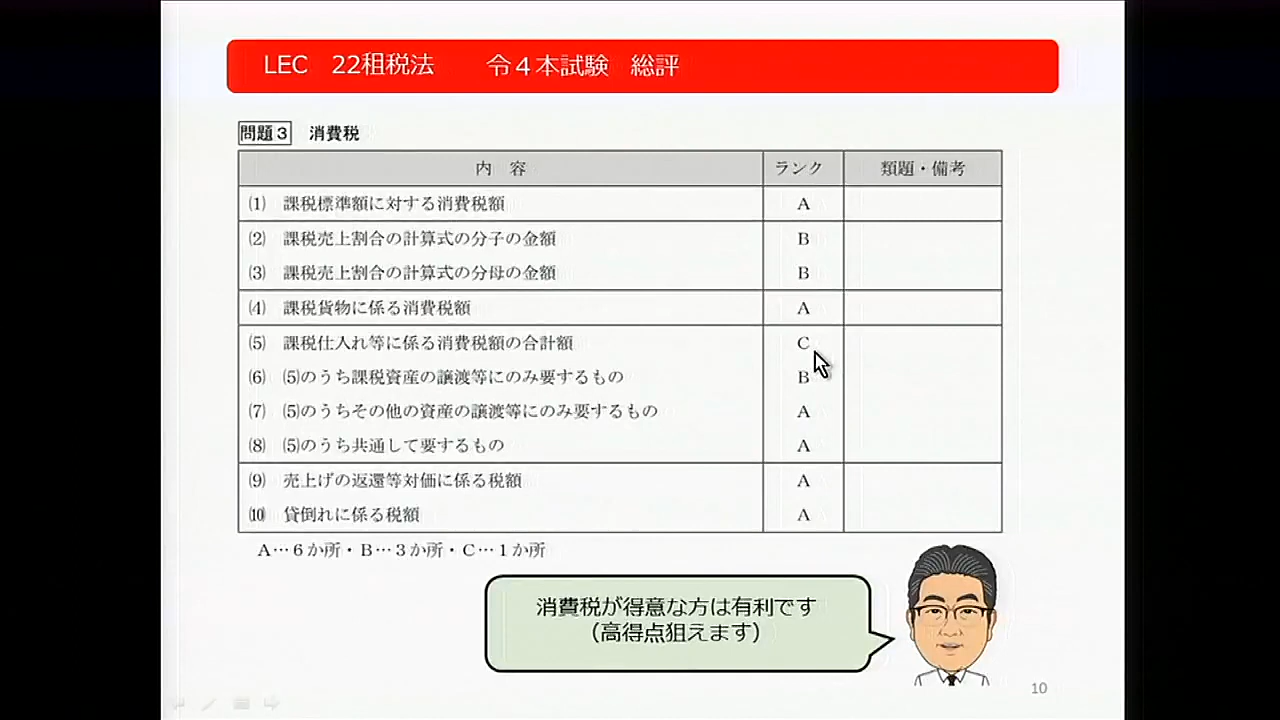 LEC 22租税法 令４本試験 総評
問題３ 消費税
内 容 ランク 類題・備考
⑴ 課税標準額に対する消費税額 A
⑵ 課税売上割合の計算式の分子の金額 B
⑶ 課税売上割合の計算式の分母の金額 B
⑷ 課税貨物に係る消費税額 A
⑸ 課税仕入れ等に係る消費税額の合計額 C
⑹ ⑸のうち課税資産の譲渡等にのみ要するもの B
⑺ ⑸のうちその他の資産の譲渡等にのみ要するもの A
⑻ ⑸のうち共通して要するもの A
⑼ 売上げの返還等対価に係る税額 A
⑽ 貸倒れに係る税額 A
A…６か所・B…３か所・C…１か所
消費税が得意な方は有利です
（高得点狙えます）
10